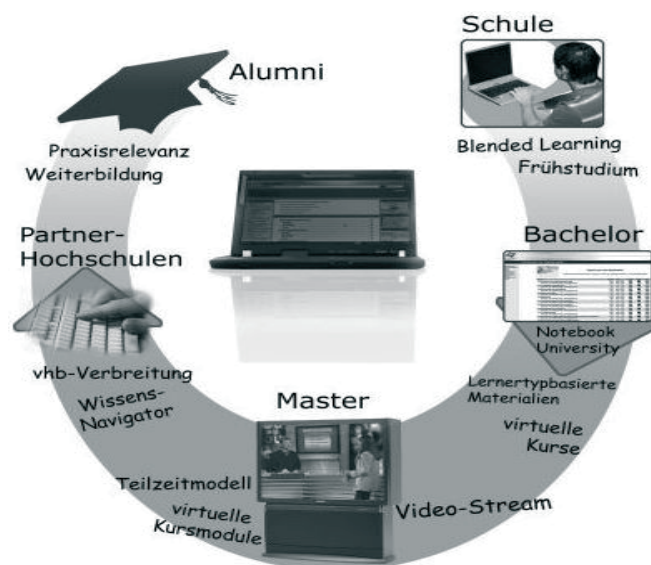 Schule
Alumni
Blended Learning
Frühstudium
Praxisrelevanz
Weiterbildung
Partner-
Hochschulen
Bachelor
Notebook
University
vhb-Verbreitung
Wissens-
Navigator
Lernertypbasierte
Materialien
virtuelle
Kurse
Master
Teilzeitmodell
virtuelle
Kursmodule
Video-Stream